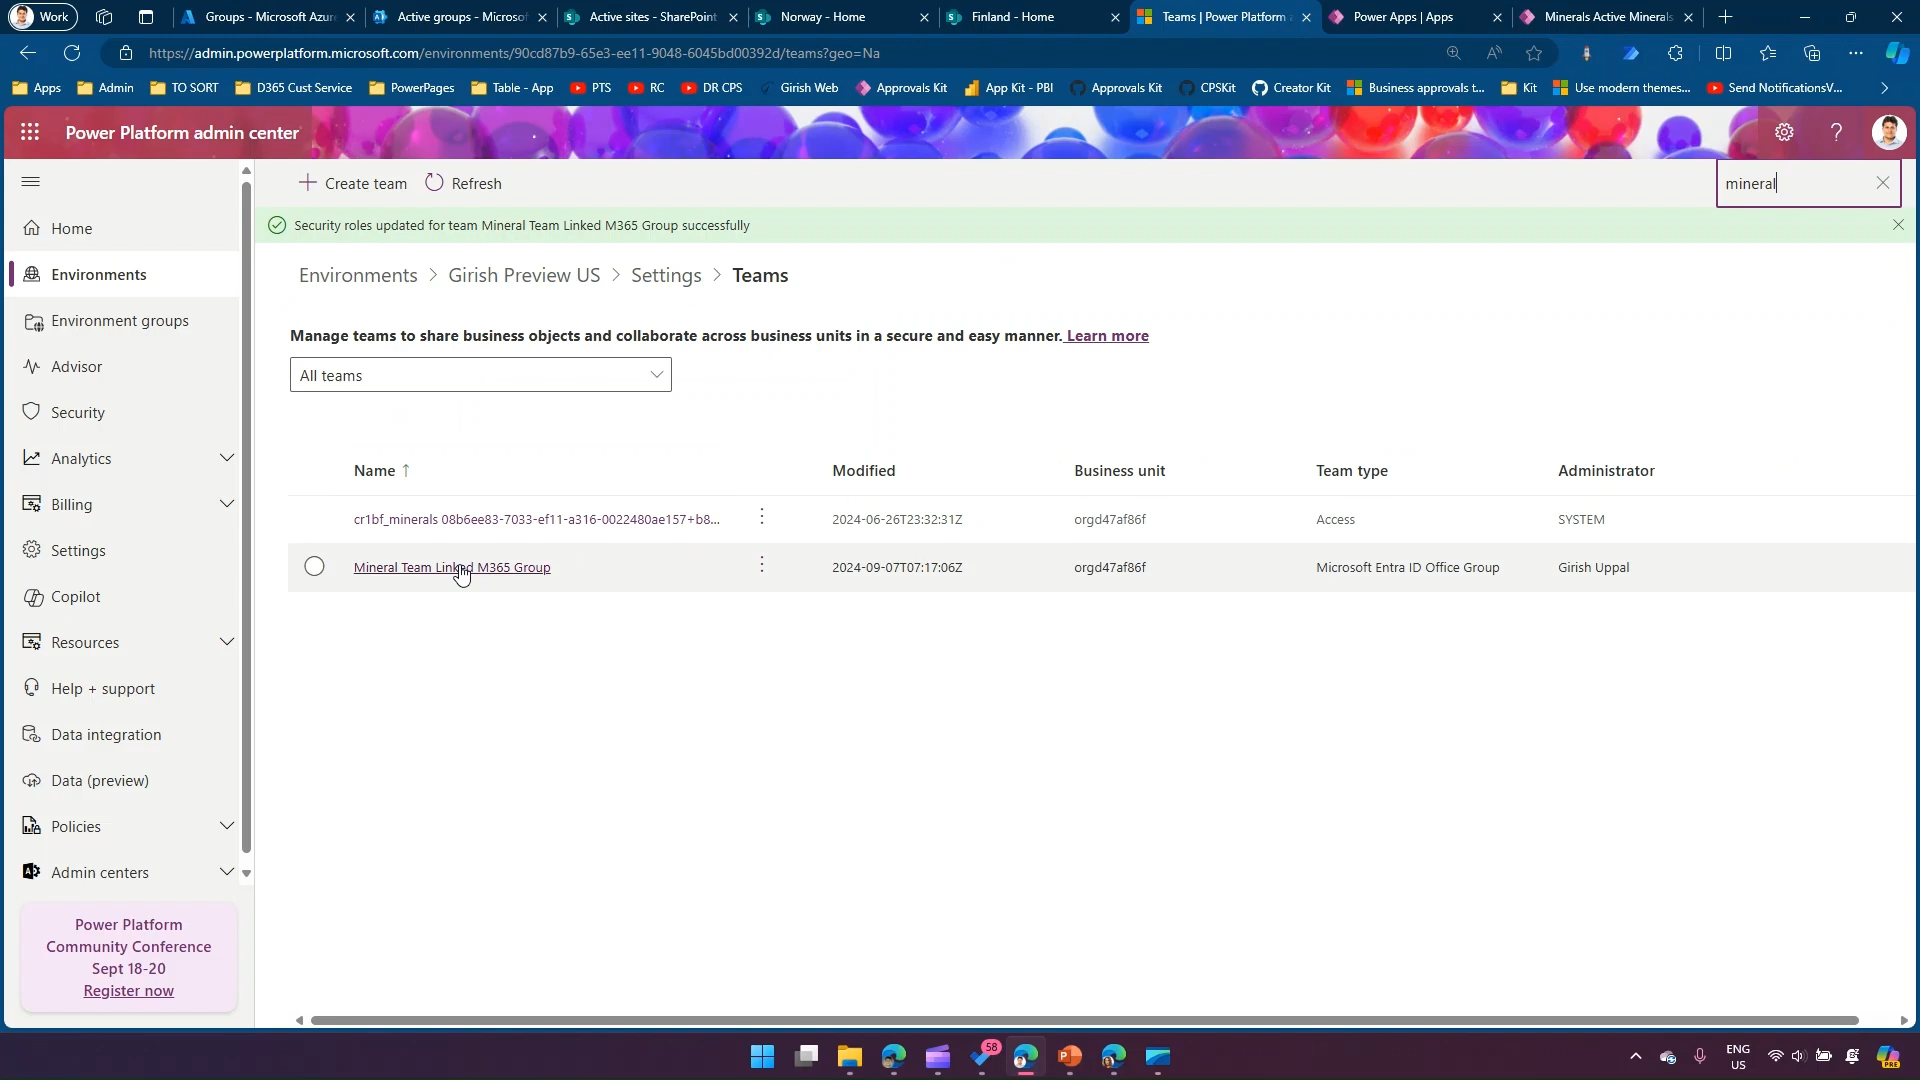 Work
Groups - Microsoft Azur
Active groups - Microsof
Active sites - SharePoint
Norway - Home
Finland - Home
Teams | Power Platform a
Power Apps | Apps
Minerals Active Minerals
https://admin.powerplatform.microsoft.com/environments/90cd87b9-65e3-ee11-9048-6045bd00392d/teams?geo=Na
Apps
Admin
TO SORT
D365 Cust Service
PowerPages
Table - App
PTS
RC
DR CPS
Girish Web
Approvals Kit
App Kit - PBI
Approvals Kit
CPSKit
Creator Kit
Business approvals t...
Kit
Use modern themes...
Send NotificationsV...
Power Platform admin center
Create team
Refresh
mineral
Security roles updated for team Mineral Team Linked M365 Group successfully
Home
Environments
Environment groups
Advisor
Security
Analytics
Billing
Settings
Copilot
Resources
Help + support
Data integration
Data (preview)
Policies
Admin centers
Power Platform
Community Conference
Sept 18-20
Register now
Environments > Girish Preview US > Settings > Teams
Manage teams to share business objects and collaborate across business units in a secure and easy manner. Learn more
All teams
Name ↑ Modified Business unit Team type Administrator
cr1bf_minerals 08b6ee83-7033-ef11-a316-0022480ae157+b8... 2024-06-26T23:32:31Z orgd47af86f Access SYSTEM
Mineral Team Linked M365 Group 2024-09-07T07:17:06Z orgd47af86f Microsoft Entra ID Office Group Girish Uppal
58
ENG
US
PRE